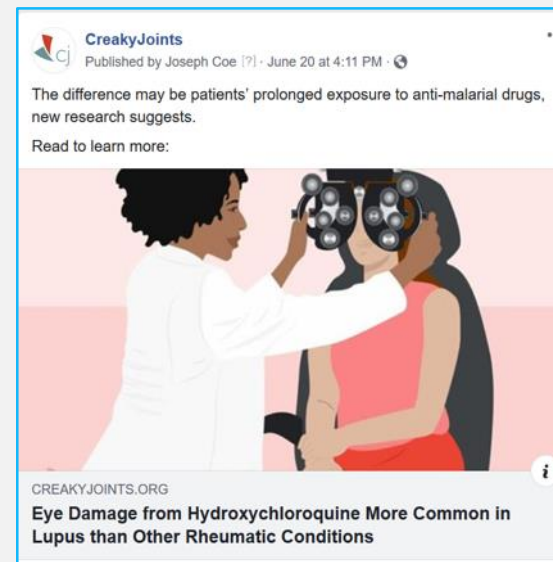 cj
CreakyJoints
Published by Joseph Coe [?] · June 20 at 4:11 PM ·
The difference may be patients' prolonged exposure to anti-malarial drugs,
new research suggests.
Read to learn more:
i
CREAKYJOINTS.ORG
Eye Damage from Hydroxychloroquine More Common in
Lupus than Other Rheumatic Conditions